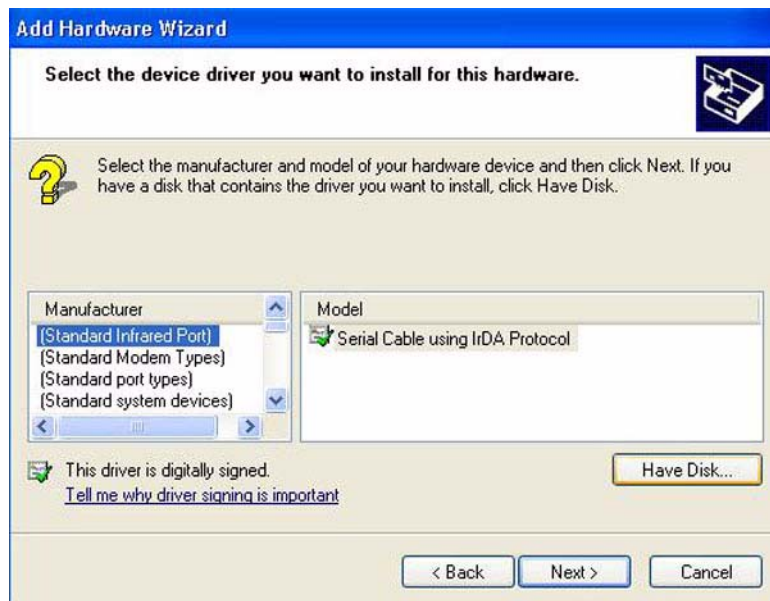 Add Hardware Wizard
Select the device driver you want to install for this hardware.
Select the manufacturer and model of your hardware device and then click Next. If you
have a disk that contains the driver you want to install, click Have Disk.
Manufacturer
(Standard Infrared Port)
(Standard Modem Types)
(Standard port types)
(Standard system devices)
Model
Serial Cable using IrDA Protocol
This driver is digitally signed.
Tell me why driver signing is important
Have Disk...
< Back
Next >
Cancel